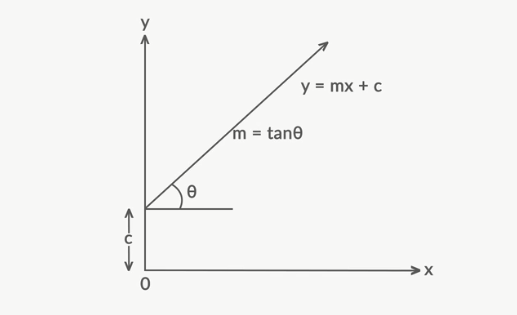 y
y = mx + c
m = tanθ
θ
c
x
0